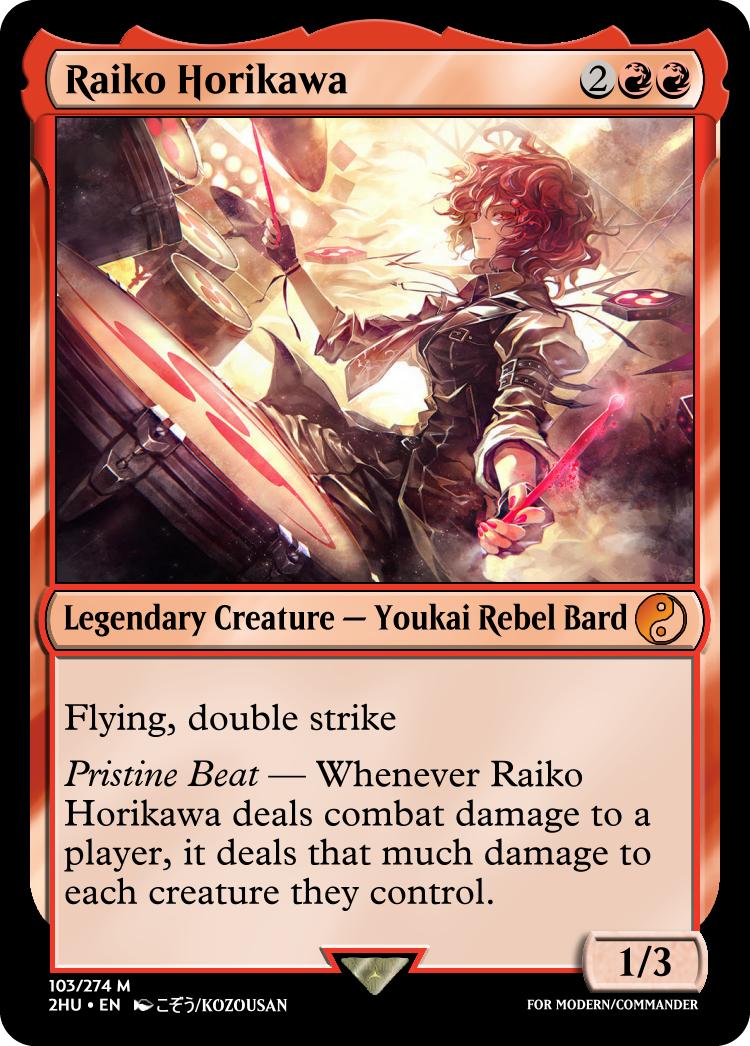 Raiko Horikawa 2
Legendary Creature — Youkai Rebel Bard
Flying, double strike
Pristine Beat — Whenever Raiko
Horikawa deals combat damage to a
player, it deals that much damage to
each creature they control.
1/3
103/274 M
2HU • EN こぞう/KOZOUSAN
FOR MODERN/COMMANDER